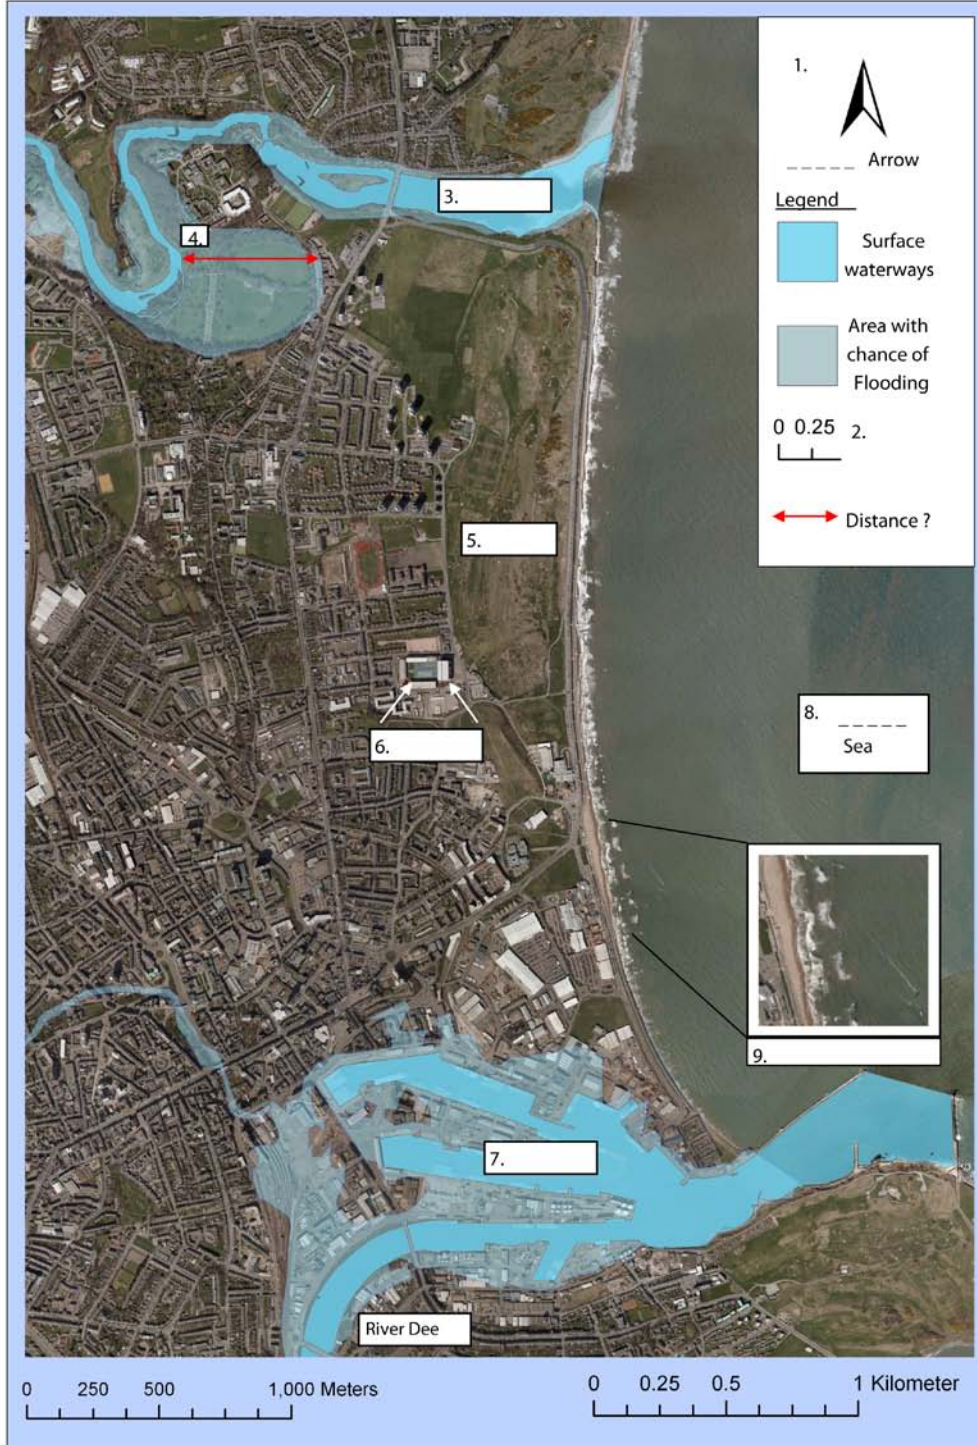 1.
Arrow
Legend
Surface
waterways
Area with
chance of
Flooding
0 0.25 2.
Distance ?
3.
4.
5.
6.
7.
8.
Sea
9.
River Dee
0 250 500 1,000 Meters
0 0.25 0.5 1 Kilometer